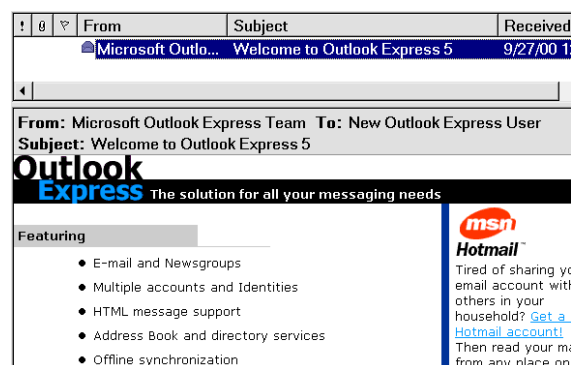 ! From Subject Received
Microsoft Outlo... Welcome to Outlook Express 5 9/27/00 1
From: Microsoft Outlook Express Team To: New Outlook Express User
Subject: Welcome to Outlook Express 5
Outlook
Express The solution for all your messaging needs
msn
Hotmail™
Featuring
• E-mail and Newsgroups
• Multiple accounts and Identities
• HTML message support
• Address Book and directory services
• Offline synchronization
Tired of sharing yo
email account with
others in your
household? Get a
Hotmail account!
Then read your ma
from any place on